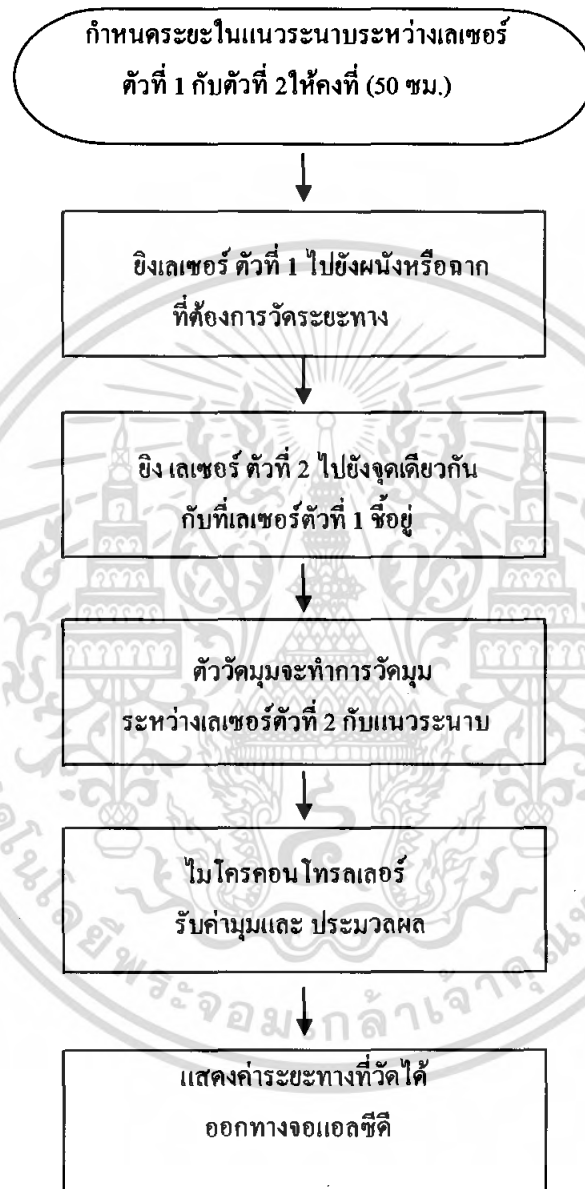 กำหนดระยะในแนวระนาบระหว่างเลเซอร์
ตัวที่ 1 กับตัวที่ 2ให้คงที่ (50 ซม.)
ยิงเลเซอร์ ตัวที่ 1 ไปยังผนังหรือฉาก
ที่ต้องการวัดระยะทาง
ยิง เลเซอร์ ตัวที่ 2 ไปยังจุดเดียวกัน
กับที่เลเซอร์ตัวที่ 1 ชี้อยู่
ตัววัดมุมจะทำการวัดมุม
ระหว่างเลเซอร์ตัวที่ 2 กับแนวระนาบ
ไมโครคอนโทรลเลอร์
รับค่ามุมและ ประมวลผล
แสดงค่าระยะทางที่วัดได้
ออกทางจอแอลซีดี